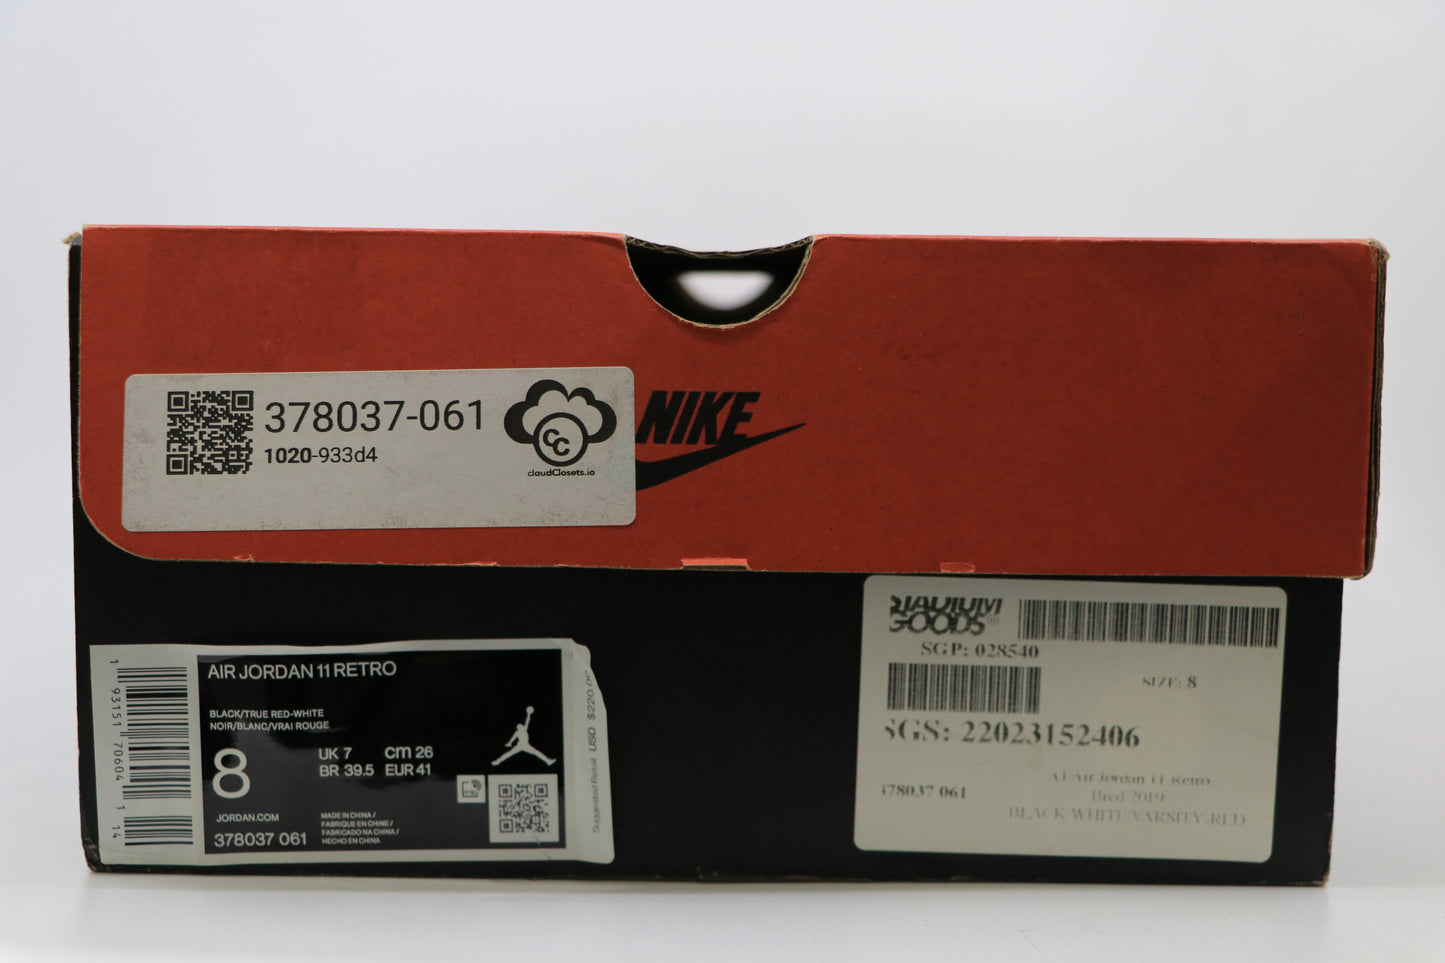 378037-061
1020-933d4
CC
cloudClosets.io
NIKE
1 93151 70604 1 14
AIR JORDAN 11 RETRO
BLACK/TRUE RED-WHITE
NOIR/BLANC/VRAI ROUGE
8
UK 7 cm 26
BR 39.5 EUR 41
JORDAN.COM
378037 061
MADE IN CHINA /
FABRIQUE EN CHINE /
FABRICADO NA CHINA /
HECHO EN CHINA
Suggested Retail USD $220.00
STADIUM
GOODS®
SGP: 028540
SIZE: 8
SGS: 22023152406
AJ Air Jordan 11 Retro
Bred 2019
378037 061
BLACK/WHITE/VARSITY-RED